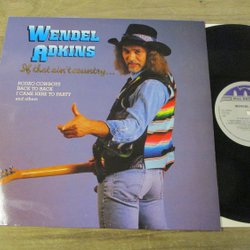 WENDEL
ADKINS
If that ain't country...
RODEO COWBOYS
BACK TO BACK
I CAME HERE TO PARTY
and others